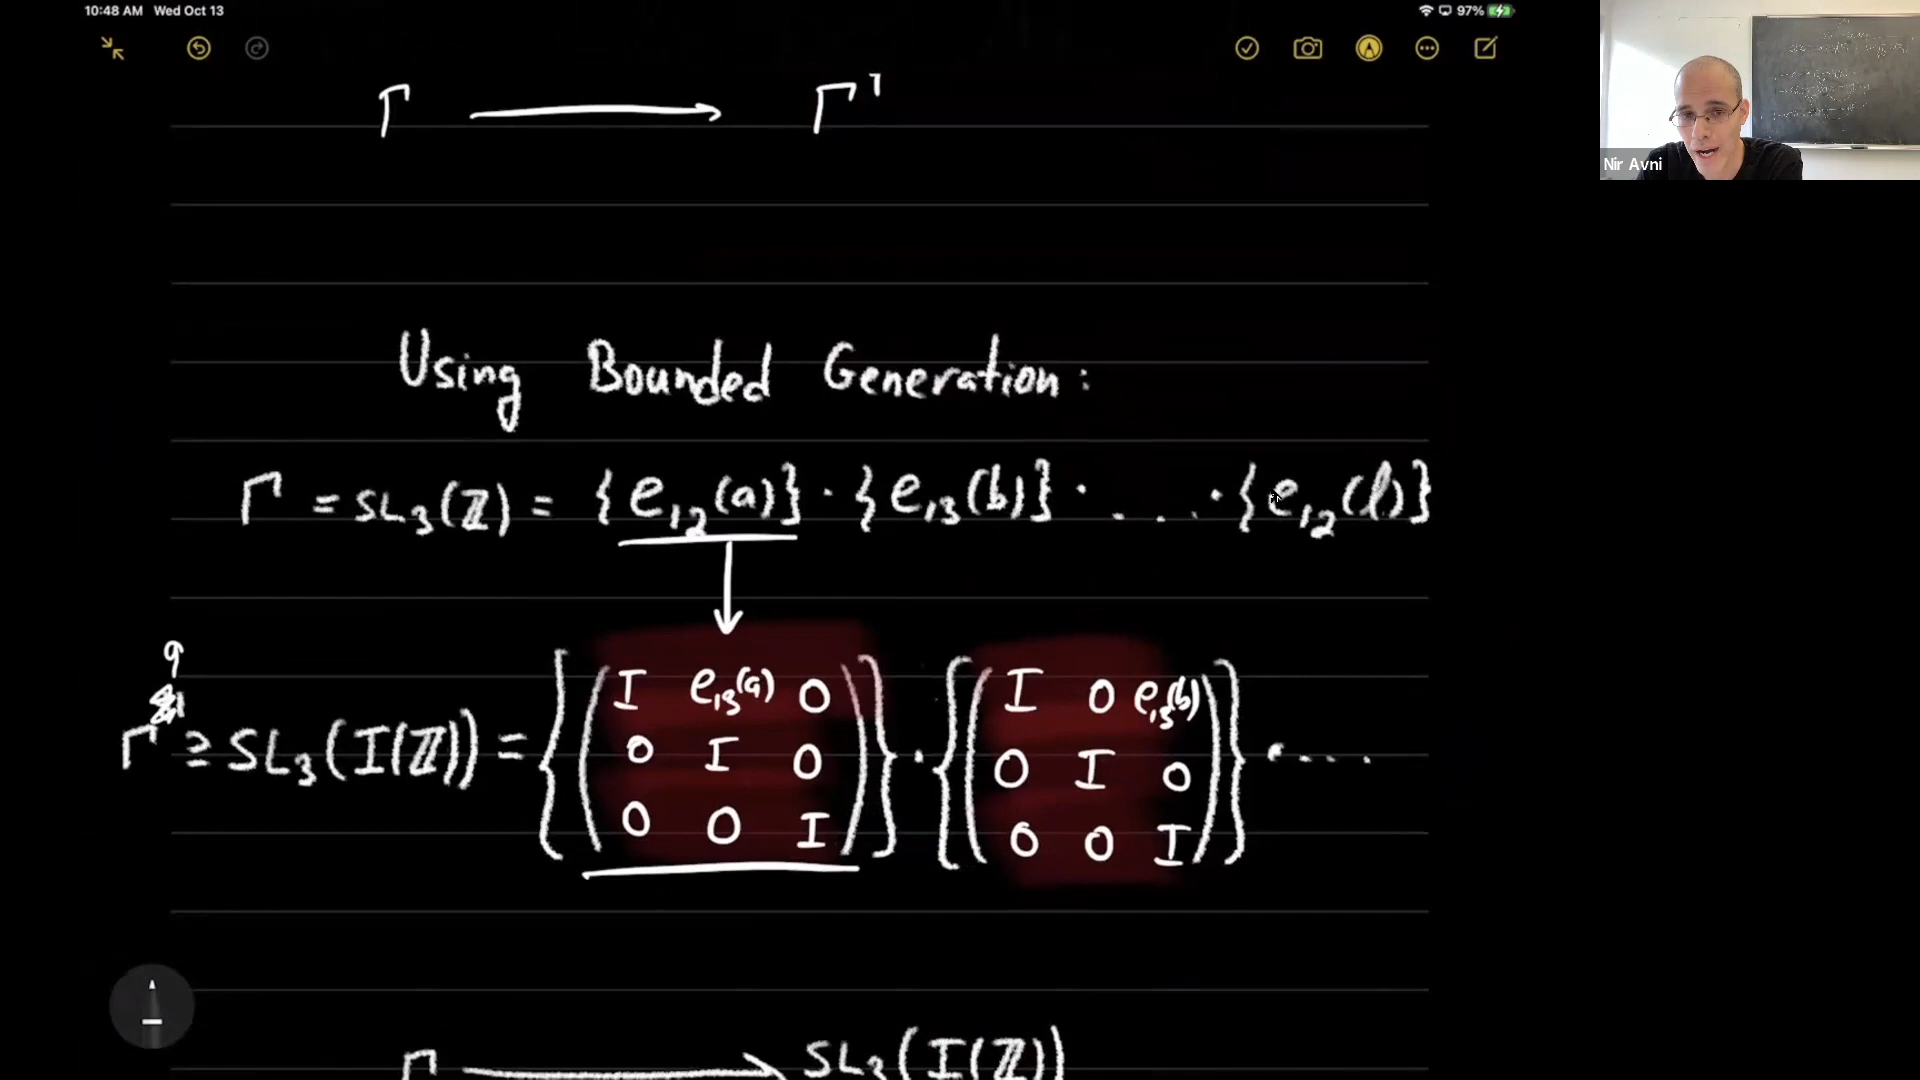 10:48 AM Wed Oct 13
97%
Nir Avni
Γ ⟶ Γ'
Using Bounded Generation:
Γ = SL₃(ℤ) = {e₁₂(a)} · {e₁₃(b)} · ... · {e₁₂(l)}
9
Γ ≥ SL₃(I(ℤ)) = {( I e₁₃(a) 0 )} · {( I 0 e₁₃(b) )} · ....
0 I 0 0 I 0
0 0 I 0 0 I
Γ ⟶ SL₃(I(ℤ))